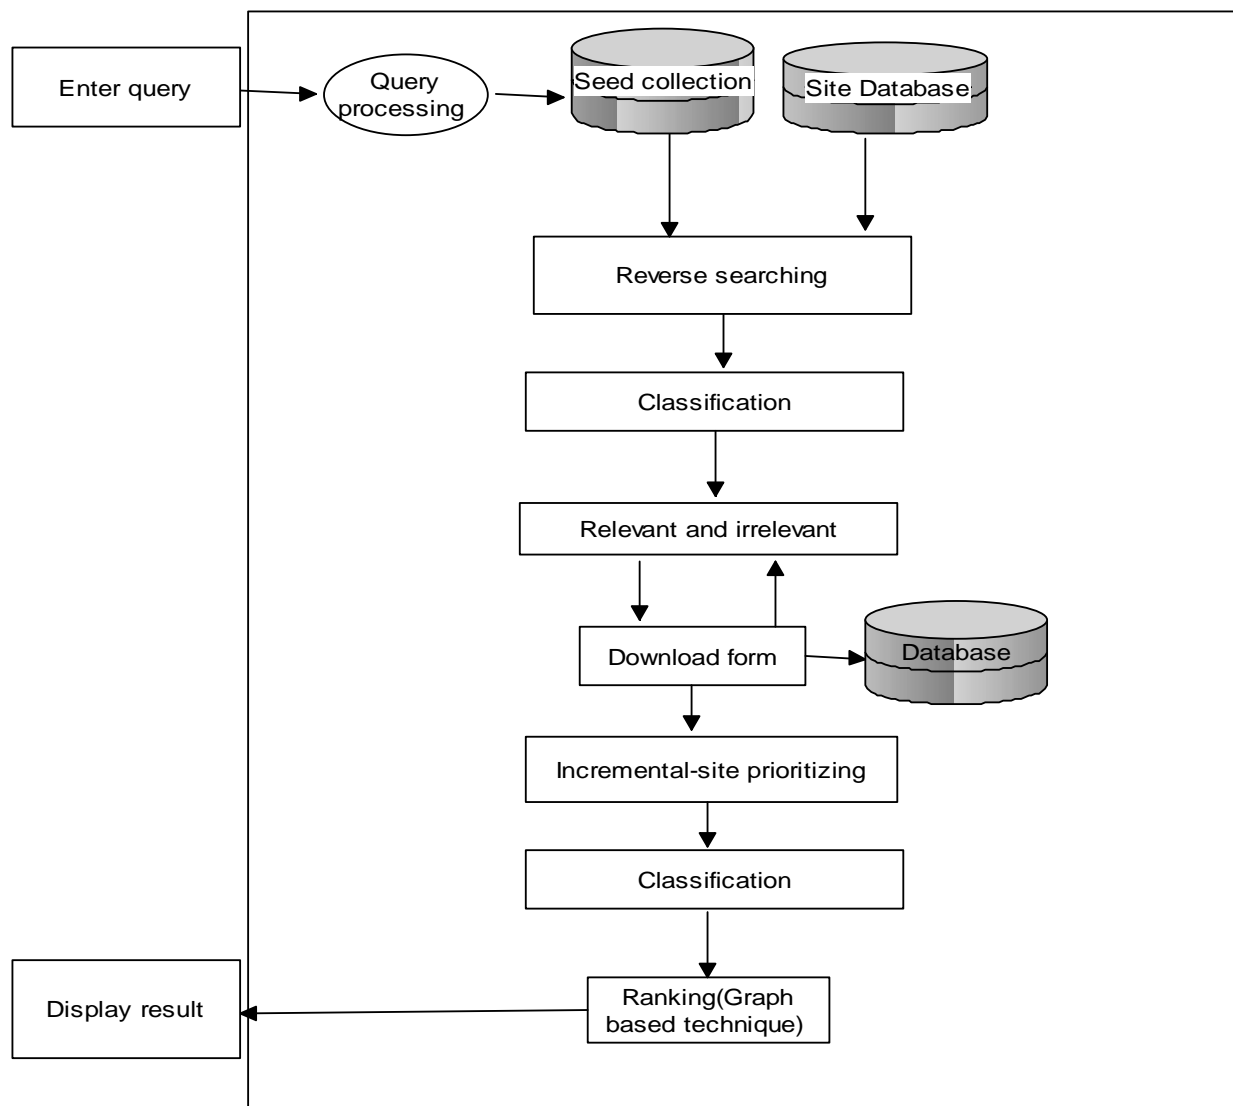 Enter query
Query
processing
Seed collection
Site Database
Reverse searching
Classification
Relevant and irrelevant
Download form
Database
Incremental-site prioritizing
Classification
Ranking(Graph
based technique)
Display result